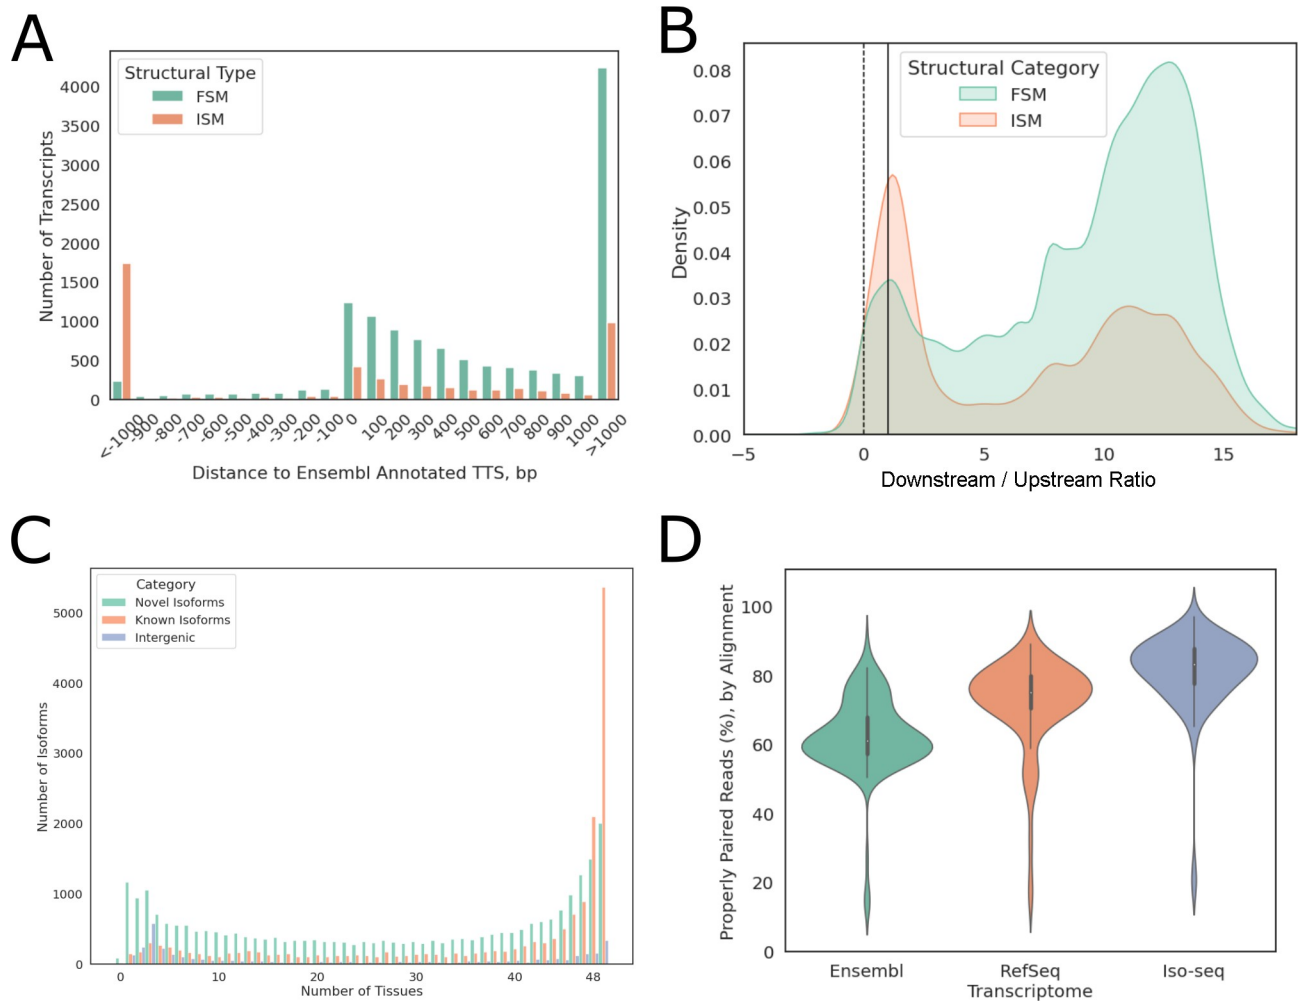 A
Structural Type
FSM
ISM
Number of Transcripts
4000
3500
3000
2500
2000
1500
1000
500
0
<-1000
-900
-800
-700
-600
-500
-400
-300
-200
-100
0
100
200
300
400
500
600
700
800
900
1000
>1000
Distance to Ensembl Annotated TTS, bp
B
Structural Category
FSM
ISM
Density
0.08
0.07
0.06
0.05
0.04
0.03
0.02
0.01
0.00
−5
0
5
10
15
Downstream / Upstream Ratio
C
Category
Novel Isoforms
Known Isoforms
Intergenic
Number of Isoforms
5000
4000
3000
2000
1000
0
0
10
20
30
40
48
Number of Tissues
D
Properly Paired Reads (%), by Alignment
100
80
60
40
20
0
Ensembl
RefSeq
Iso-seq
Transcriptome